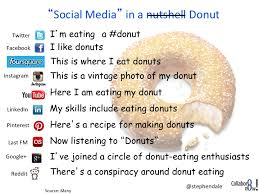 “Social Media” in a nutshell Donut
Twitter I'm eating a #donut
Facebook f I like donuts
foursquare This is where I eat donuts
Instagram This is a vintage photo of my donut
YouTube Here I am eating my donut
LinkedIn in My skills include eating donuts
Pinterest Here's a recipe for making donuts
Last FM Now listening to “Donuts”
Google+ g+ I've joined a circle of donut-eating enthusiasts
Reddit There's a conspiracy around donut eating
Source: Many
@stephendale